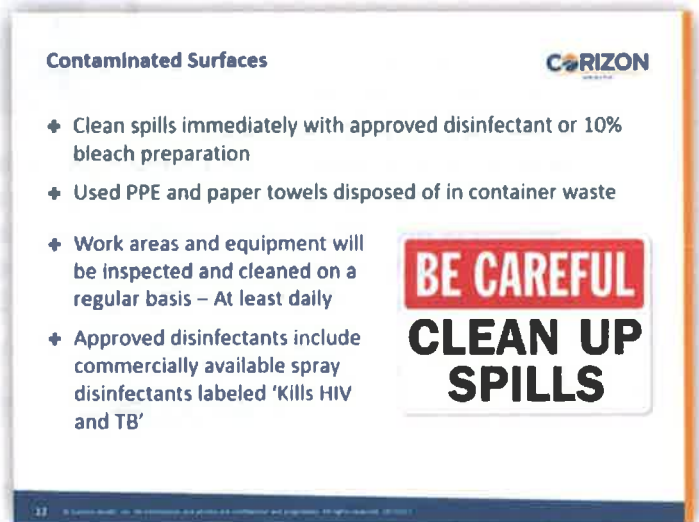 Contaminated Surfaces
CORIZON
Clean spills immediately with approved disinfectant or 10%
bleach preparation
Used PPE and paper towels disposed of in container waste
Work areas and equipment will
be inspected and cleaned on a
regular basis – At least daily
Approved disinfectants include
commercially available spray
disinfectants labeled ‘Kills HIV
and TB’
BE CAREFUL
CLEAN UP
SPILLS